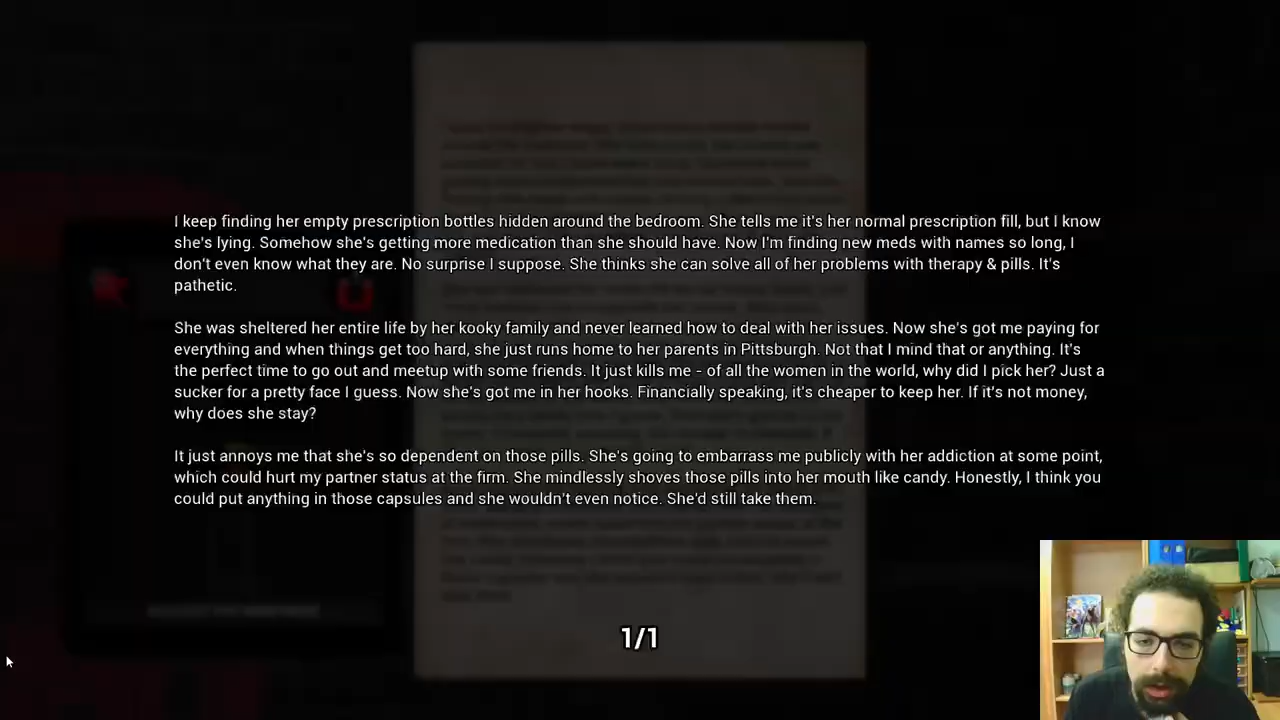 I keep finding her empty prescription bottles hidden around the bedroom. She tells me it's her normal prescription fill, but I know
she's lying. Somehow she's getting more medication than she should have. Now I'm finding new meds with names so long, I
don't even know what they are. No surprise I suppose. She thinks she can solve all of her problems with therapy & pills. It's
pathetic.
She was sheltered her entire life by her kooky family and never learned how to deal with her issues. Now she's got me paying for
everything and when things get too hard, she just runs home to her parents in Pittsburgh. Not that I mind that or anything. It's
the perfect time to go out and meetup with some friends. It just kills me - of all the women in the world, why did I pick her? Just a
sucker for a pretty face I guess. Now she's got me in her hooks. Financially speaking, it's cheaper to keep her. If it's not money,
why does she stay?
It just annoys me that she's so dependent on those pills. She's going to embarrass me publicly with her addiction at some point,
which could hurt my partner status at the firm. She mindlessly shoves those pills into her mouth like candy. Honestly, I think you
could put anything in those capsules and she wouldn't even notice. She'd still take them.
1/1